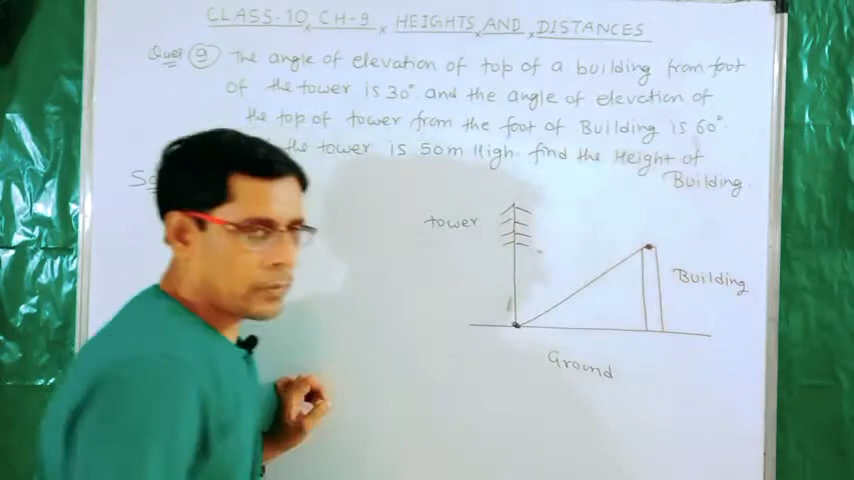 CLASS-10, CH-9 HEIGHTS AND DISTANCES
Ques 9 The angle of elevation of top of a building from foot
of the tower is 30°. and the angle of elevation of
the top of tower from the foot of Building is 60°.
the tower is 50m High. find the Height of
Building.
tower
Building
Ground